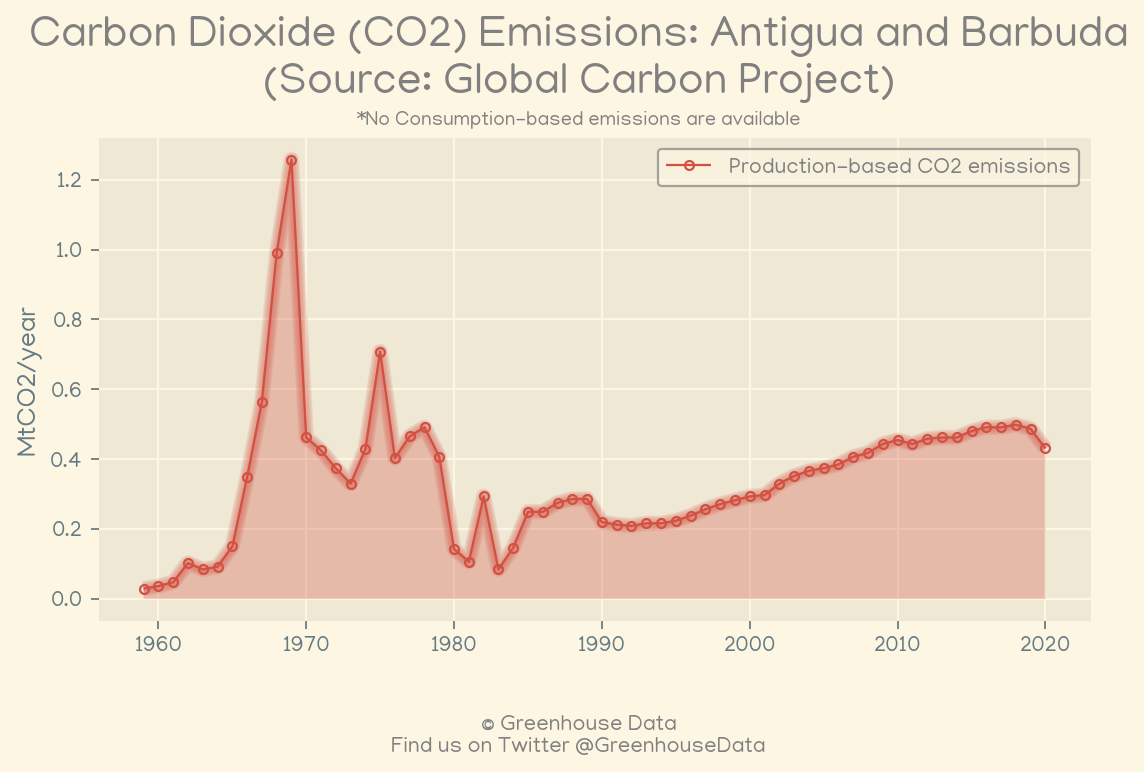 Carbon Dioxide (CO2) Emissions: Antigua and Barbuda
(Source: Global Carbon Project)
*No Consumption-based emissions are available
Production-based CO2 emissions
MtCO2/year
1.2
1.0
0.8
0.6
0.4
0.2
0.0
1960 1970 1980 1990 2000 2010 2020
© Greenhouse Data
Find us on Twitter @GreenhouseData